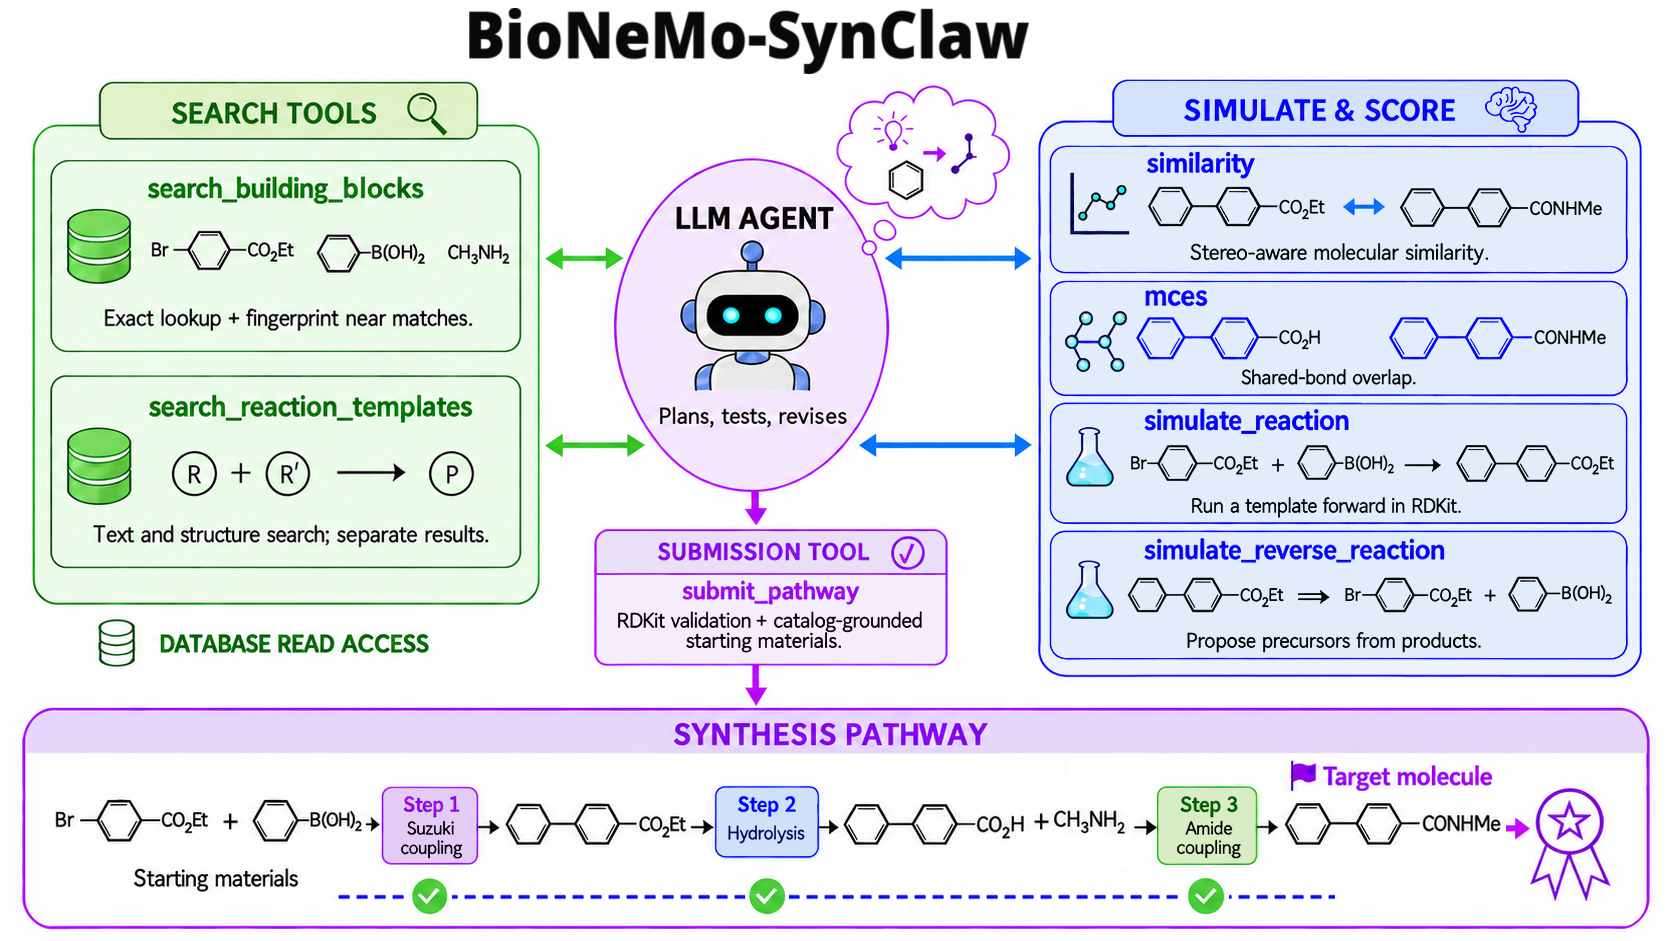 BioNeMo-SynClaw
SEARCH TOOLS
search_building_blocks
Br CO₂Et B(OH)₂ CH₃NH₂
Exact lookup + fingerprint near matches.
search_reaction_templates
R + R' P
Text and structure search; separate results.
DATABASE READ ACCESS
LLM AGENT
Plans, tests, revises
SUBMISSION TOOL
submit_pathway
RDKit validation + catalog-grounded
starting materials.
SIMULATE & SCORE
similarity
CO₂Et CONHMe
Stereo-aware molecular similarity.
mces
CO₂H CONHMe
Shared-bond overlap.
simulate_reaction
Br CO₂Et + B(OH)₂ CO₂Et
Run a template forward in RDKit.
simulate_reverse_reaction
CO₂Et Br CO₂Et + B(OH)₂
Propose precursors from products.
SYNTHESIS PATHWAY
Target molecule
Br CO₂Et + B(OH)₂
Step 1
Suzuki
coupling
CO₂Et
Step 2
Hydrolysis
CO₂H + CH₃NH₂
Step 3
Amide
coupling
CONHMe
Starting materials